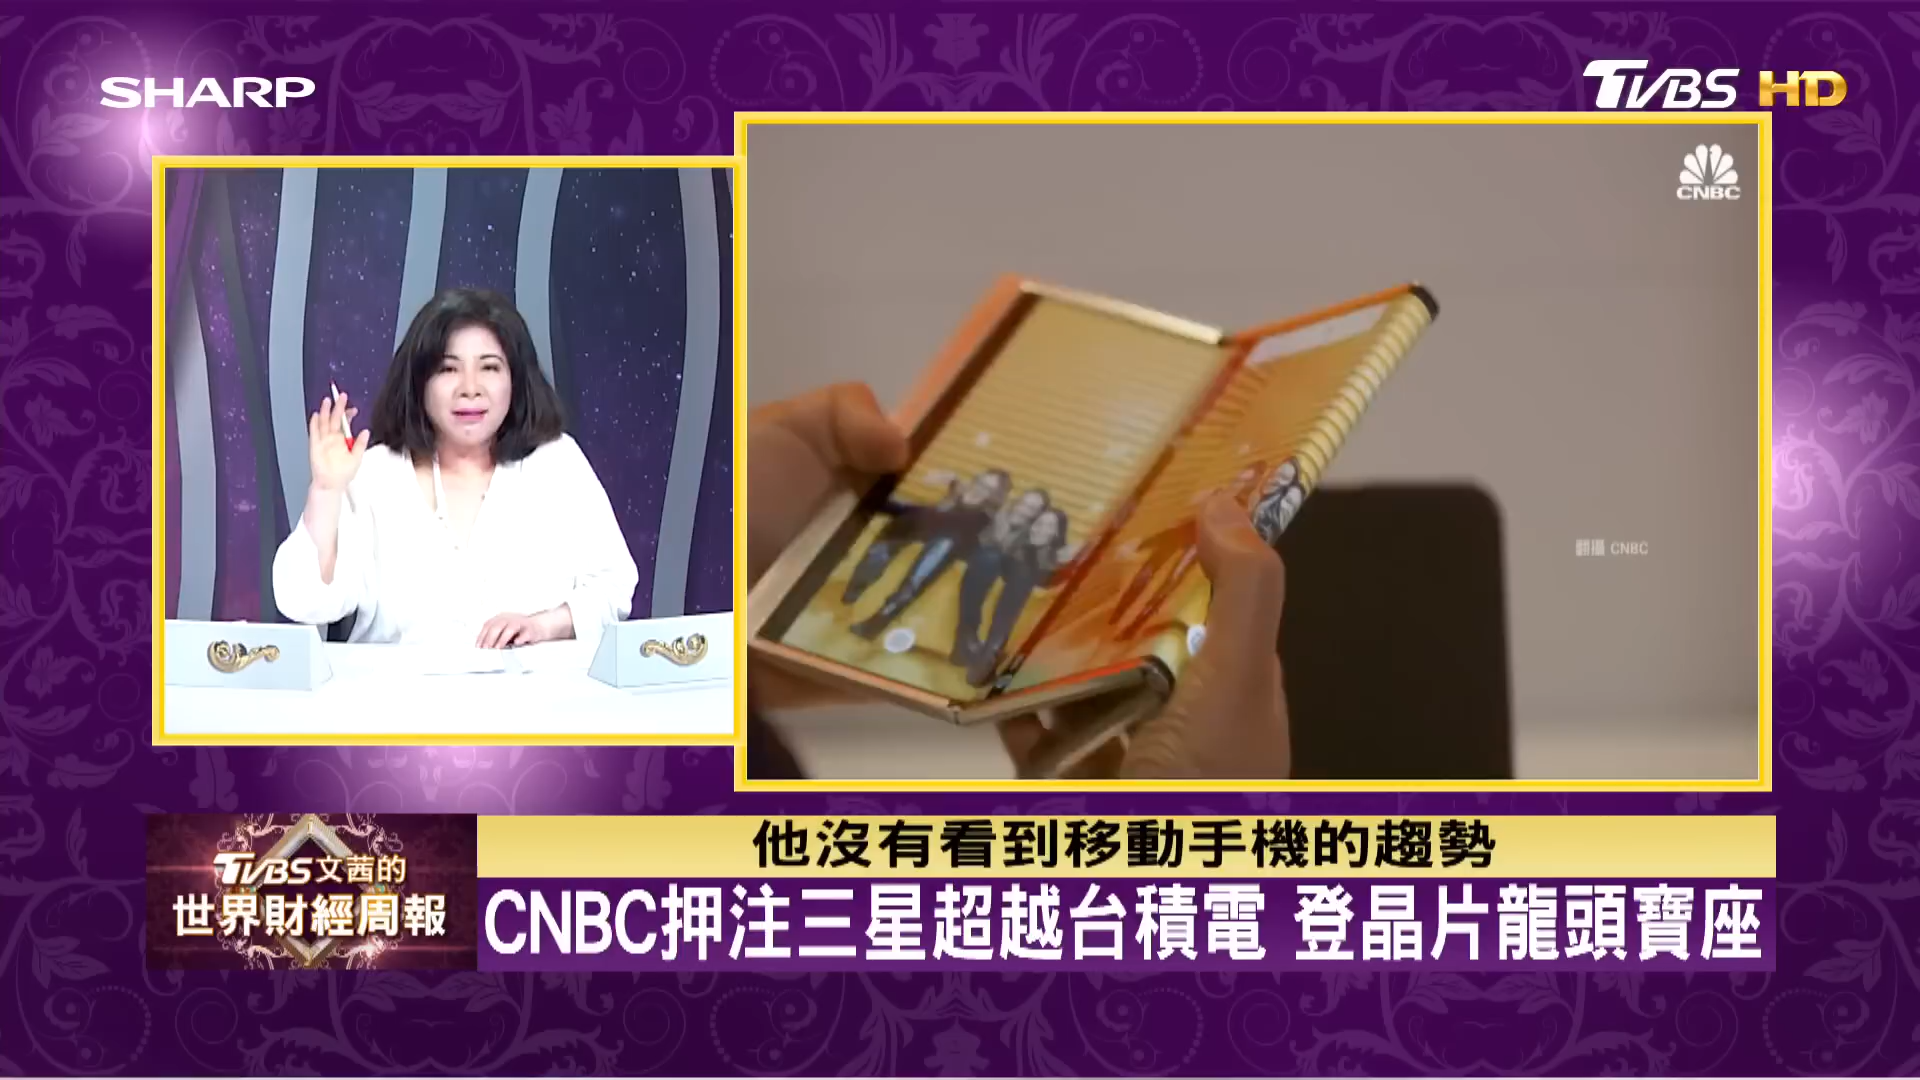 SHARP
TVBS HD
CNBC
翻攝 CNBC
他沒有看到移動手機的趨勢
TVBS文茜的
世界財經周報
CNBC押注三星超越台積電 登晶片龍頭寶座